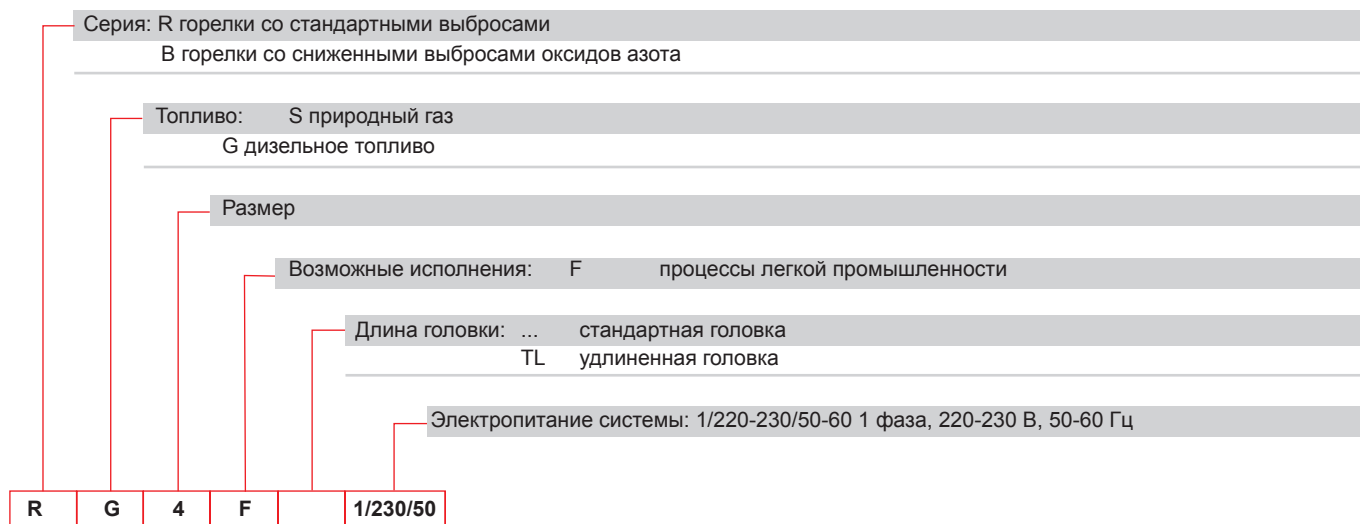 Серия: R горелки со стандартными выбросами
B горелки со сниженными выбросами оксидов азота
Топливо: S природный газ
G дизельное топливо
Размер
Возможные исполнения: F процессы легкой промышленности
Длина головки: ... стандартная головка
TL удлиненная головка
Электропитание системы: 1/220-230/50-60 1 фаза, 220-230 В, 50-60 Гц
R G 4 F 1/230/50